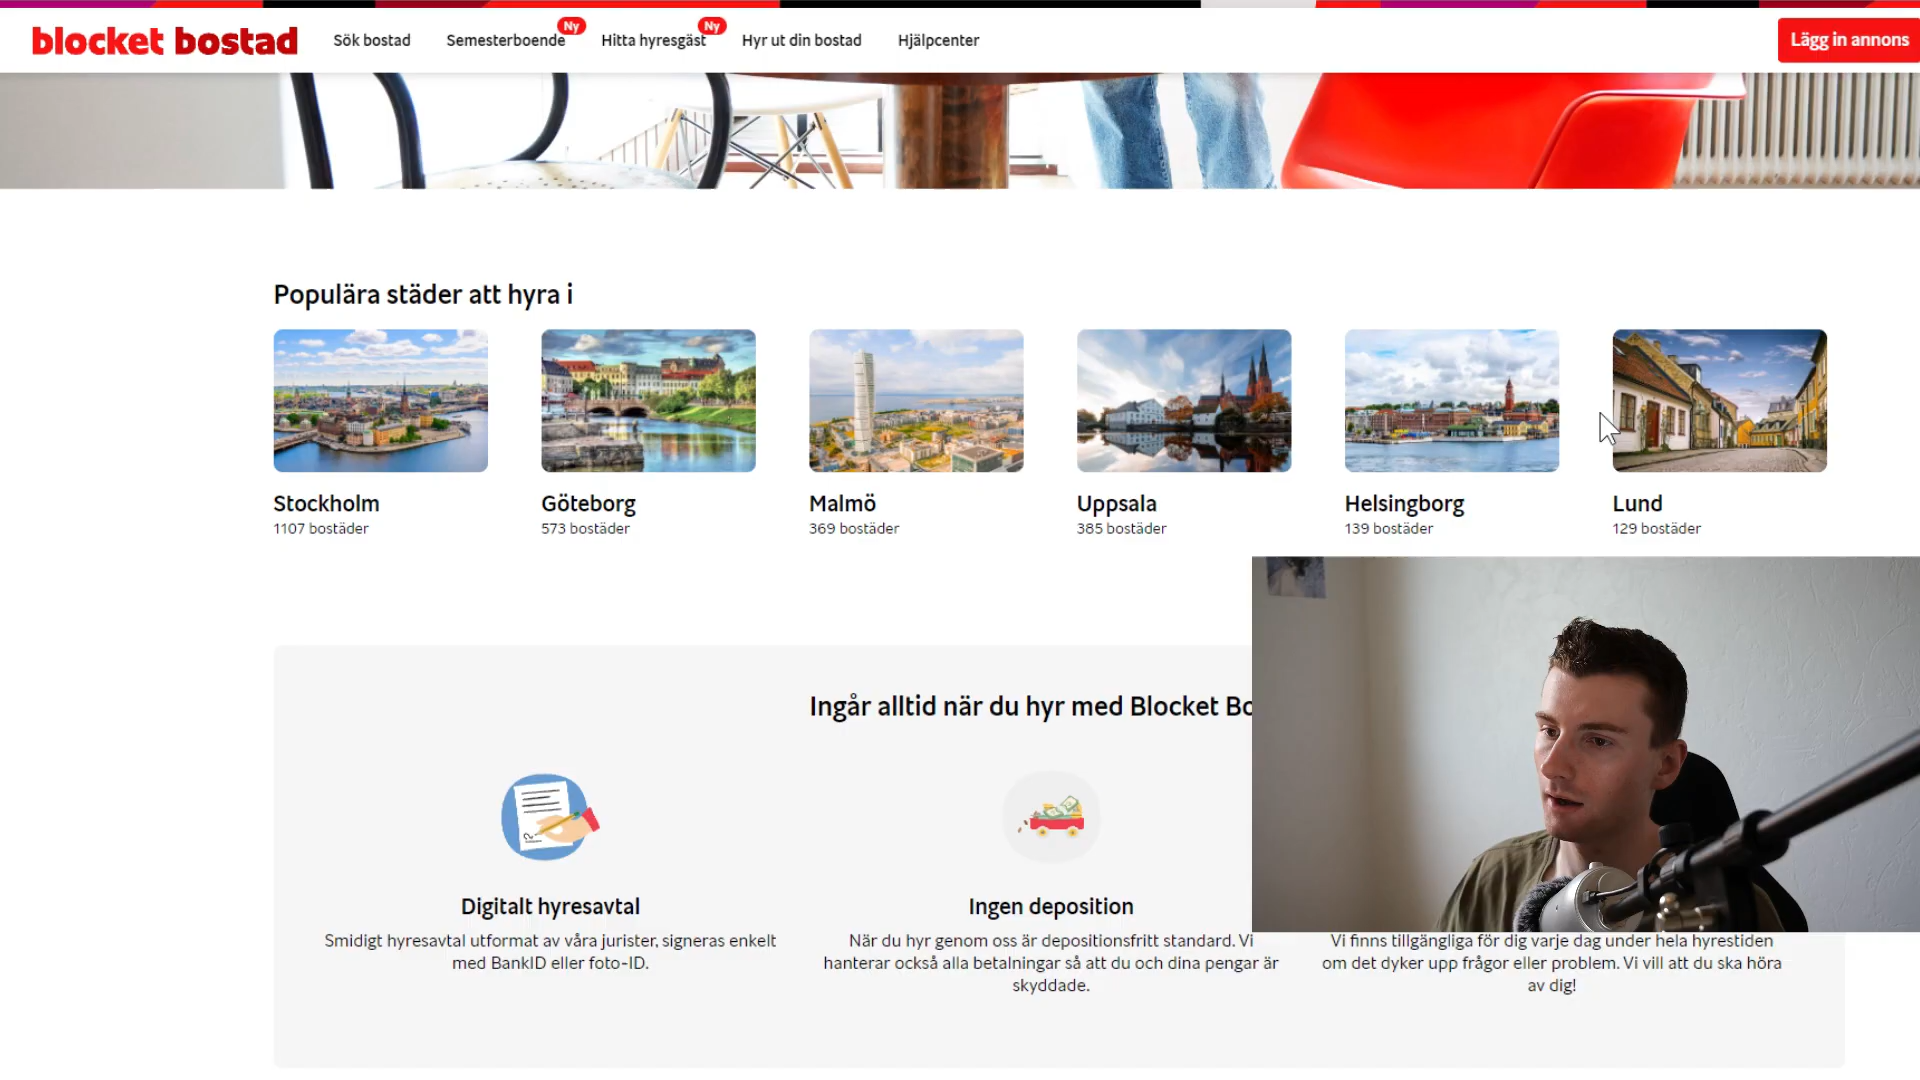 blocket bostad
Sök bostad
Semesterboende
Ny
Hitta hyresgäst
Ny
Hyr ut din bostad
Hjälpcenter
Lägg in annons
Populära städer att hyra i
Stockholm
1107 bostäder
Göteborg
573 bostäder
Malmö
369 bostäder
Uppsala
385 bostäder
Helsingborg
139 bostäder
Lund
129 bostäder
Ingår alltid när du hyr med Blocket Bo
Digitalt hyresavtal
Smidigt hyresavtal utformat av våra jurister, signeras enkelt
med BankID eller foto-ID.
Ingen deposition
När du hyr genom oss är depositionsfritt standard. Vi
hanterar också alla betalningar så att du och dina pengar är
skyddade.
Vi finns tillgängliga för dig varje dag under hela hyrestiden
om det dyker upp frågor eller problem. Vi vill att du ska höra
av dig!